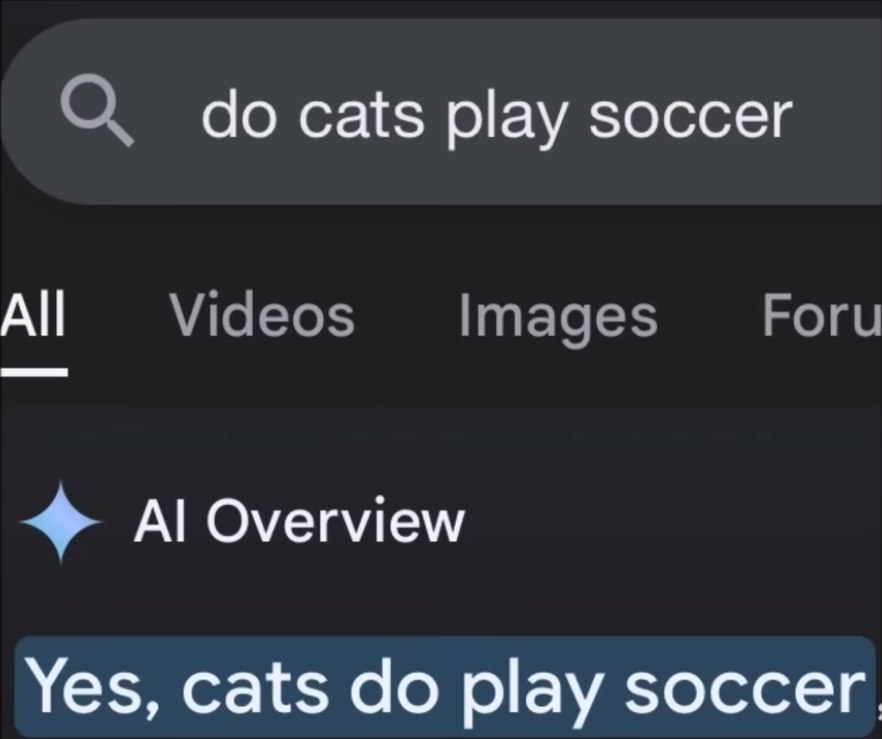 do cats play soccer
All Videos Images Foru
AI Overview
Yes, cats do play soccer,